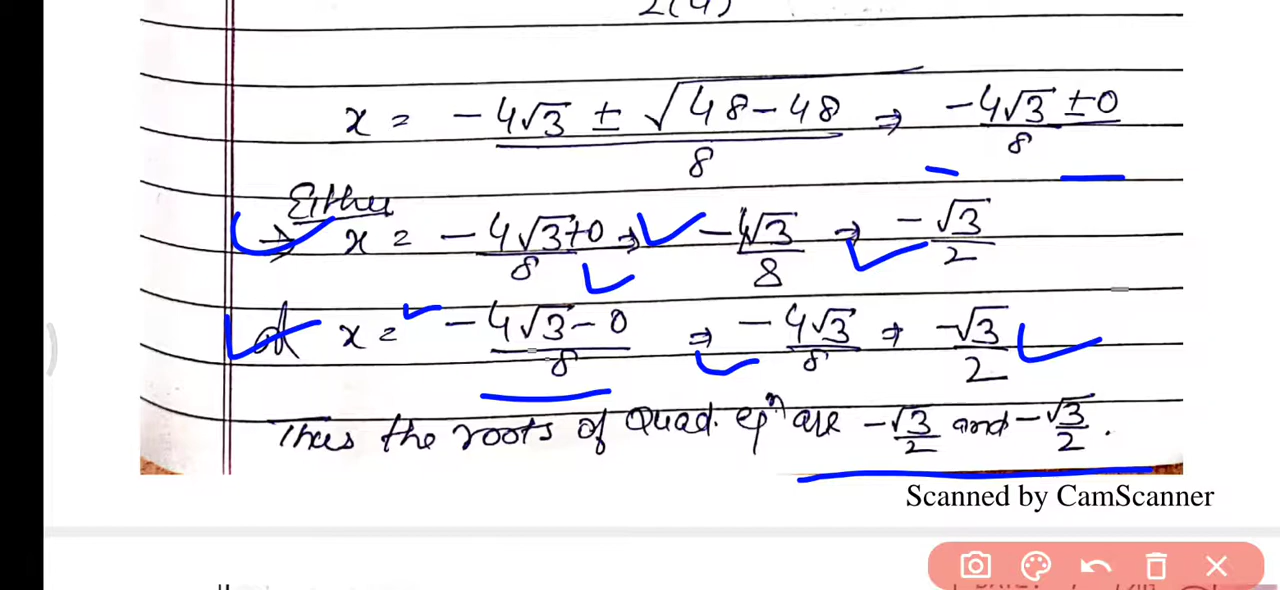 2(4)
x = -4√3 ± √48-48 / 8 ⇒ -4√3 ±0 / 8
Either
→ x = -4√3+0 / 8 ⇒ -4√3 / 8 ⇒ -√3 / 2
x = -4√3-0 / 8 ⇒ -4√3 / 8 ⇒ -√3 / 2
Thus the roots of Quad. eqⁿ are -√3/2 and -√3/2.
Scanned by CamScanner